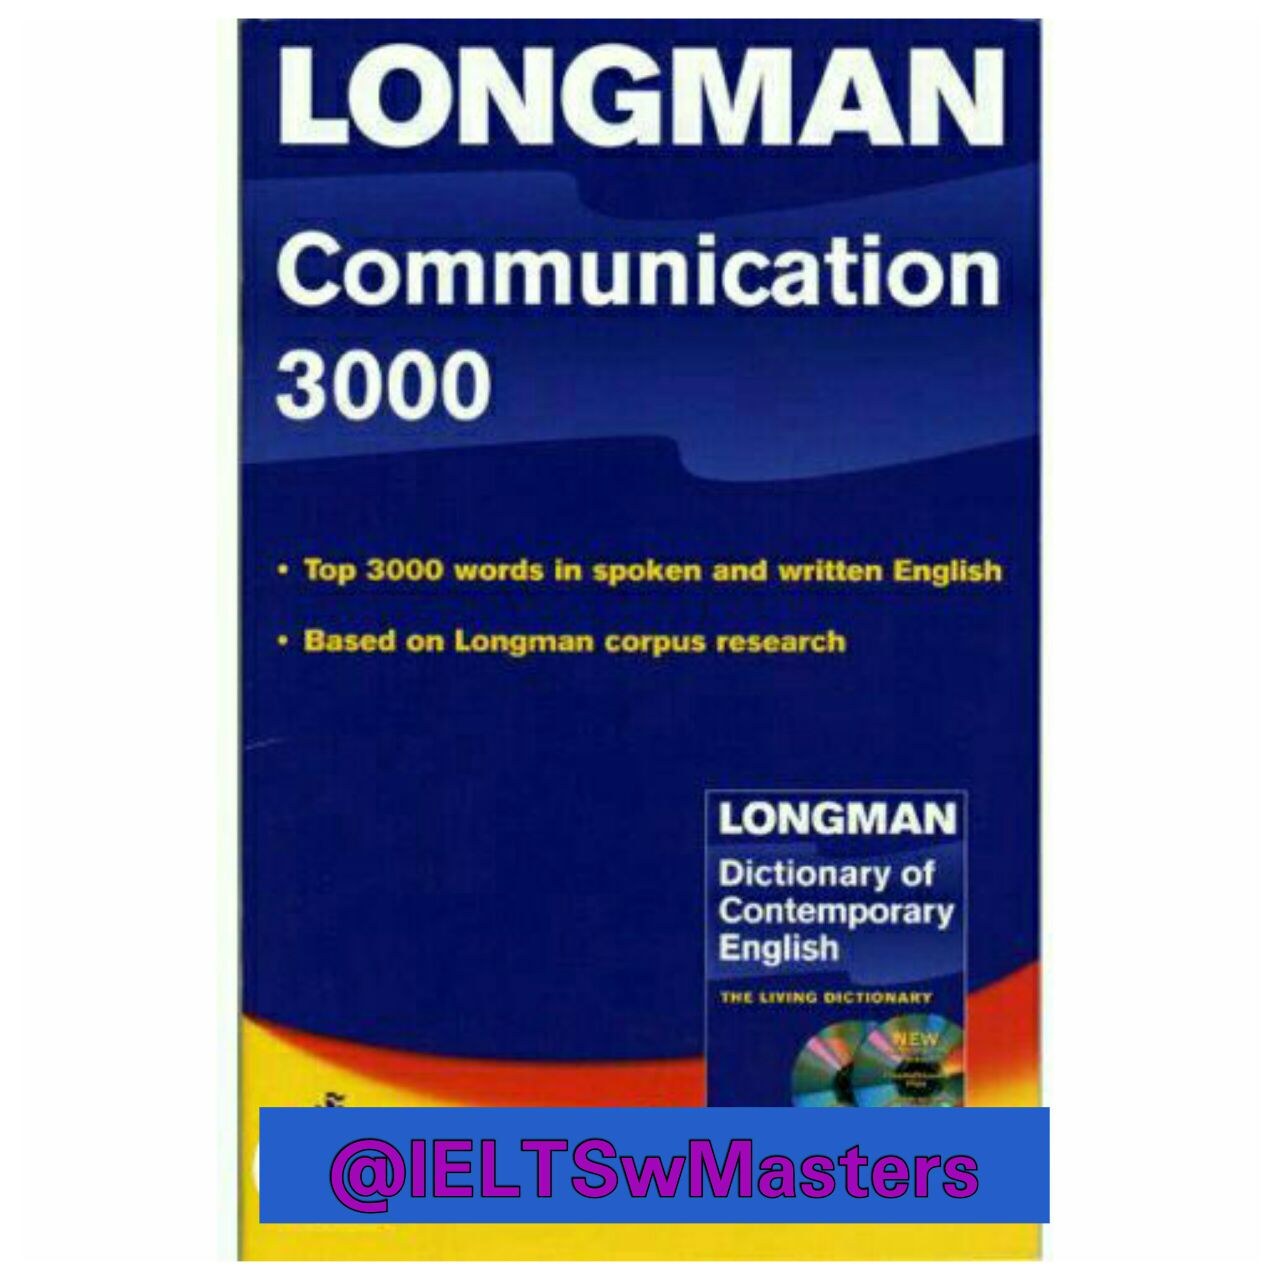 LONGMAN
Communication
3000
• Top 3000 words in spoken and written English
• Based on Longman corpus research
LONGMAN
Dictionary of
Contemporary
English
THE LIVING DICTIONARY
NEW
@IELTSwMasters